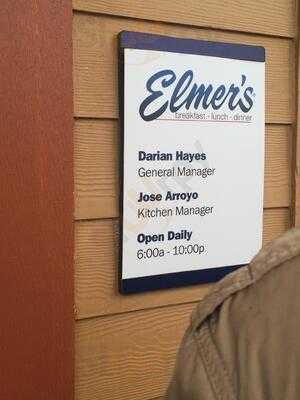 Elmer's®
breakfast - lunch - dinner
Darian Hayes
General Manager
Jose Arroyo
Kitchen Manager
Open Daily
6:00a - 10:00p